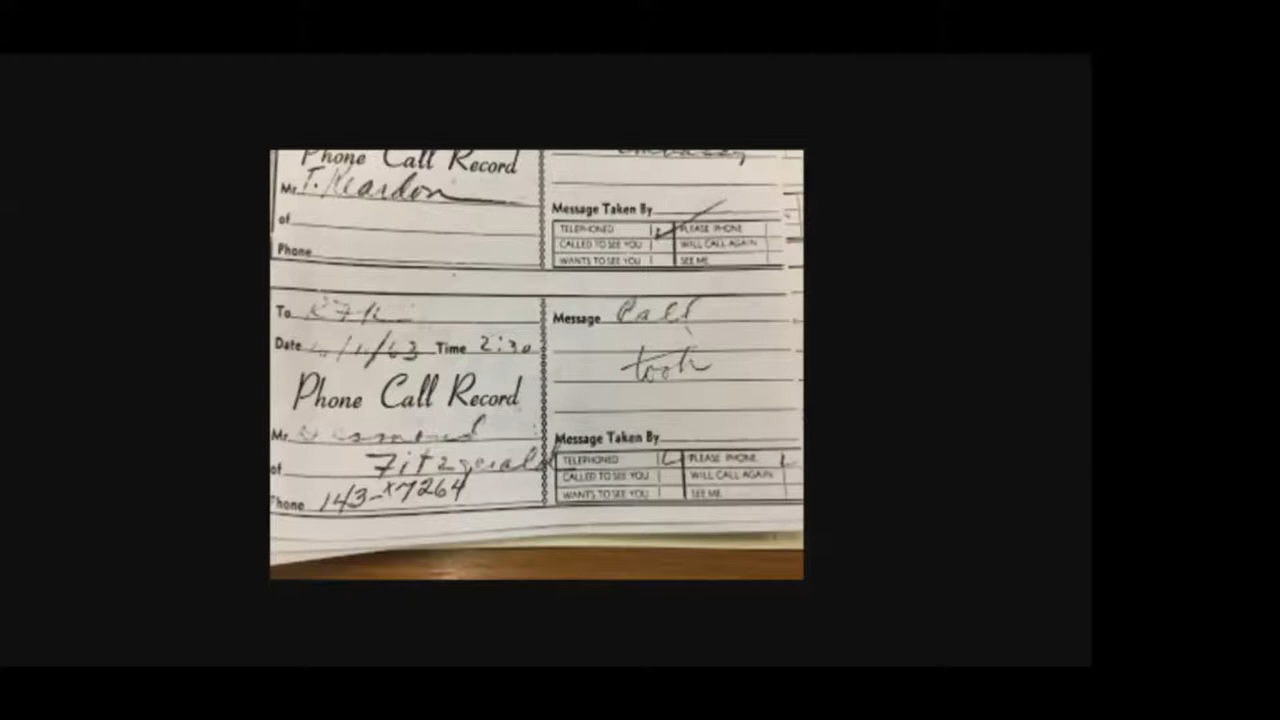 Phone Call Record
Mr. T. Reardon
of
Phone
embassy
Message Taken By
TELEPHONED PLEASE PHONE
CALLED TO SEE YOU WILL CALL AGAIN
WANTS TO SEE YOU SEE ME
To RFK
Date /11/63 Time 2:30
Phone Call Record
Mr. Desmond
of Fitzgerald
Phone 143-x7264
Message Call
took
Message Taken By
TELEPHONED PLEASE PHONE
CALLED TO SEE YOU WILL CALL AGAIN
WANTS TO SEE YOU SEE ME